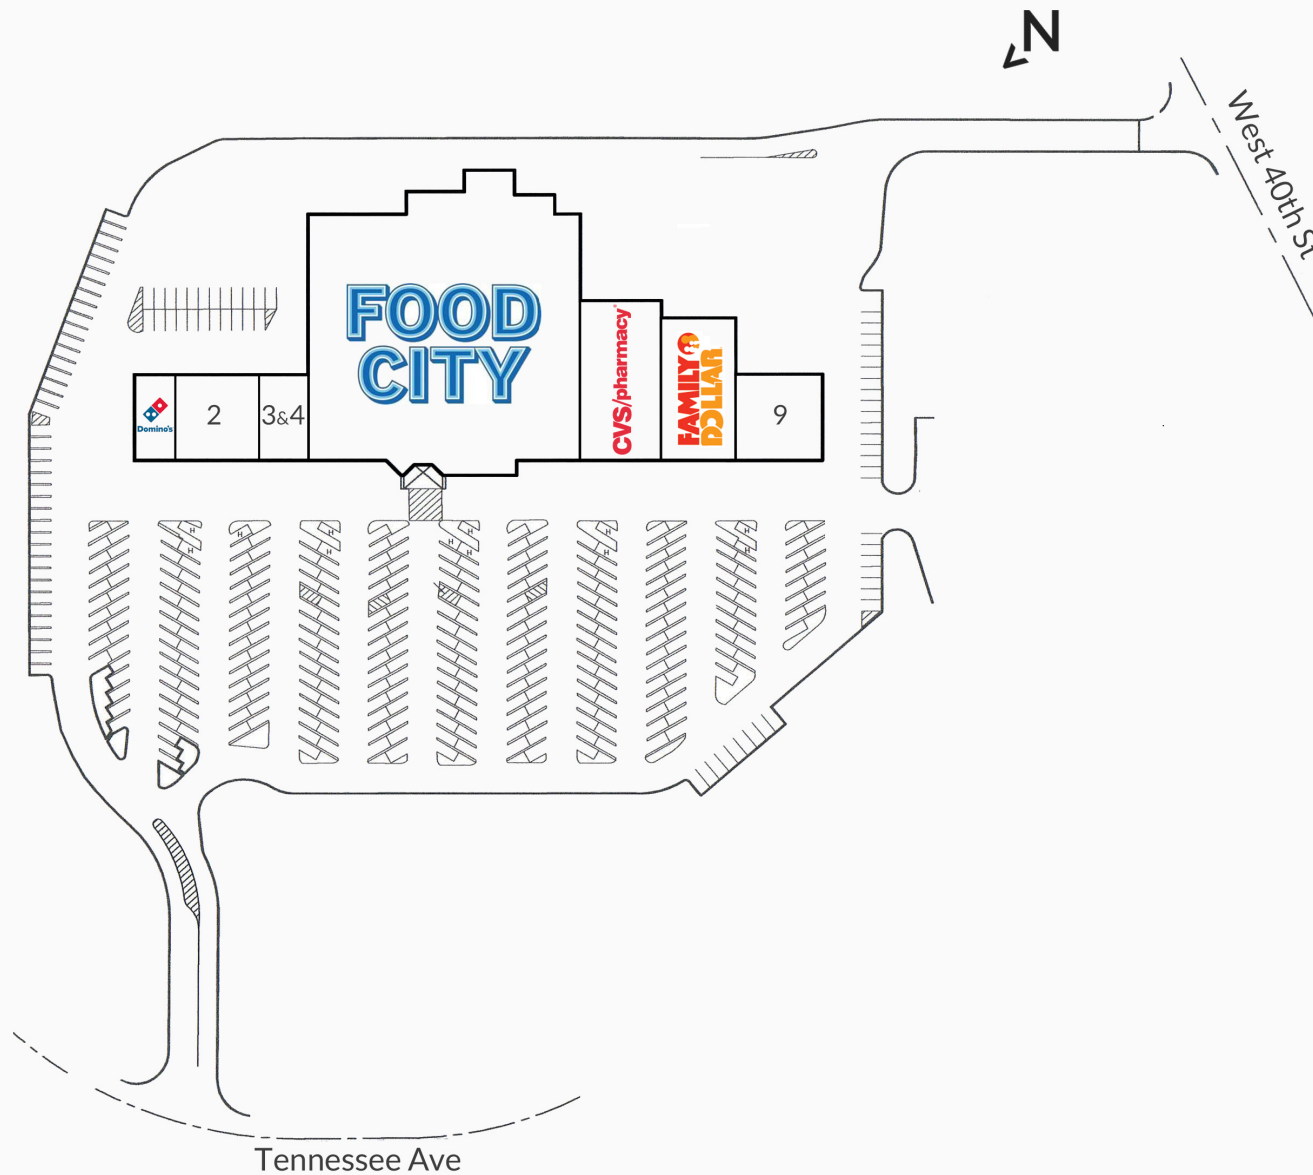 N
West 40th St
FOOD
CITY
CVS/pharmacy
FAMILY
DOLLAR
Domino's
2
3&4
9
H
H
H
H
H
H
H
H
H
H
H
H
Tennessee Ave